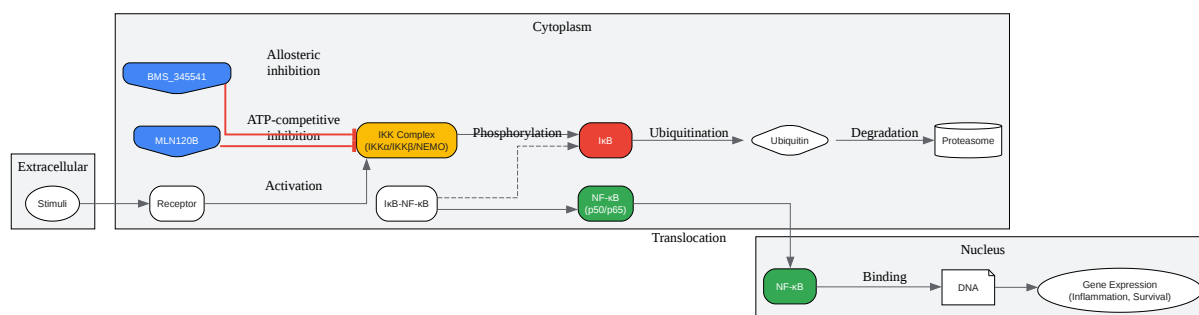 Cytoplasm
Allosteric
inhibition
BMS_345541
ATP-competitive
inhibition
MLN120B
IKK Complex
(IKKα/IKKβ/NEMO)
Phosphorylation
IκB
Ubiquitination
Ubiquitin
Degradation
Proteasome
Extracellular
Stimuli
Receptor
Activation
IκB-NF-κB
NF-κB
(p50/p65)
Translocation
Nucleus
NF-κB
Binding
DNA
Gene Expression
(Inflammation, Survival)